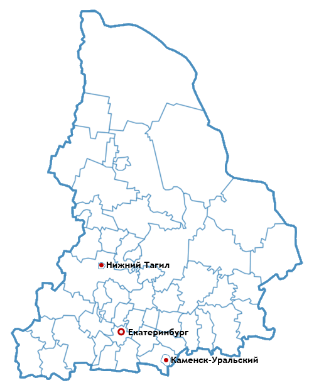 Нижний Тагил
Екатеринбург
Каменск-Уральский